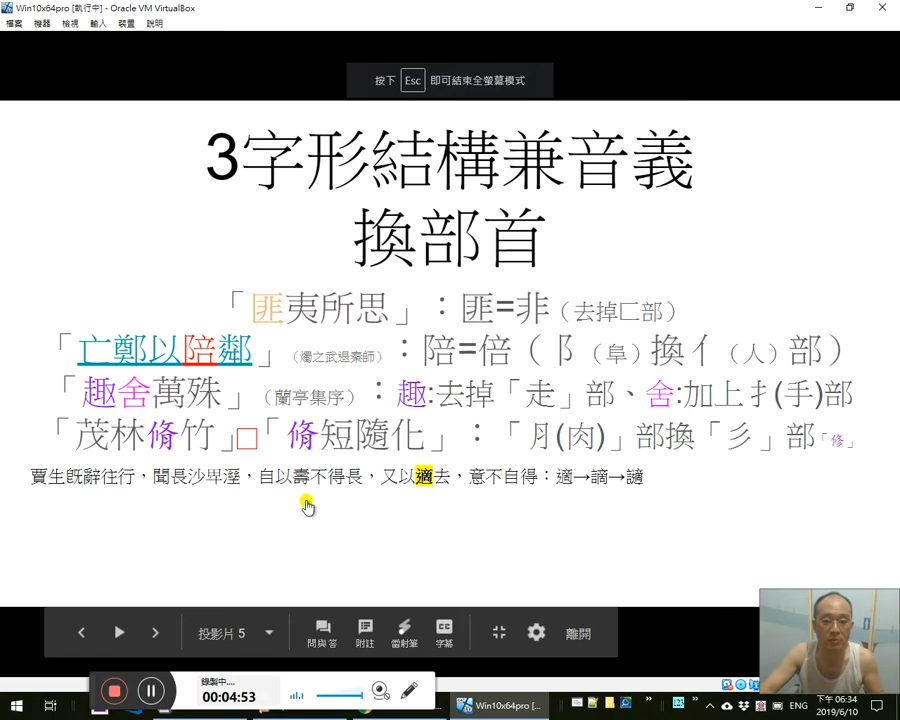 Win10x64pro [執行中] - Oracle VM VirtualBox
檔案 機器 檢視 輸入 裝置 說明
按下 Esc 即可結束全螢幕模式
3字形結構兼音義
換部首
「匪夷所思」：匪=非（去掉匚部）
「亡鄭以陪鄰」（燭之武退秦師）：陪=倍（阝（阜）換亻（人）部）
「趣舍萬殊」（蘭亭集序）：趣:去掉「走」部、舍:加上扌(手)部
「茂林脩竹」□「脩短隨化」：「月(肉)」部換「彡」部「修」
賈生旣辭往行，聞長沙卑溼，自以壽不得長，又以適去，意不自得：適→謫→讁
投影片 5
問與答 附註 雷射筆 字幕
離開
錄製中....
00:04:53
Win10x64pro [...
123
ENG
下午 06:34
2019/6/10